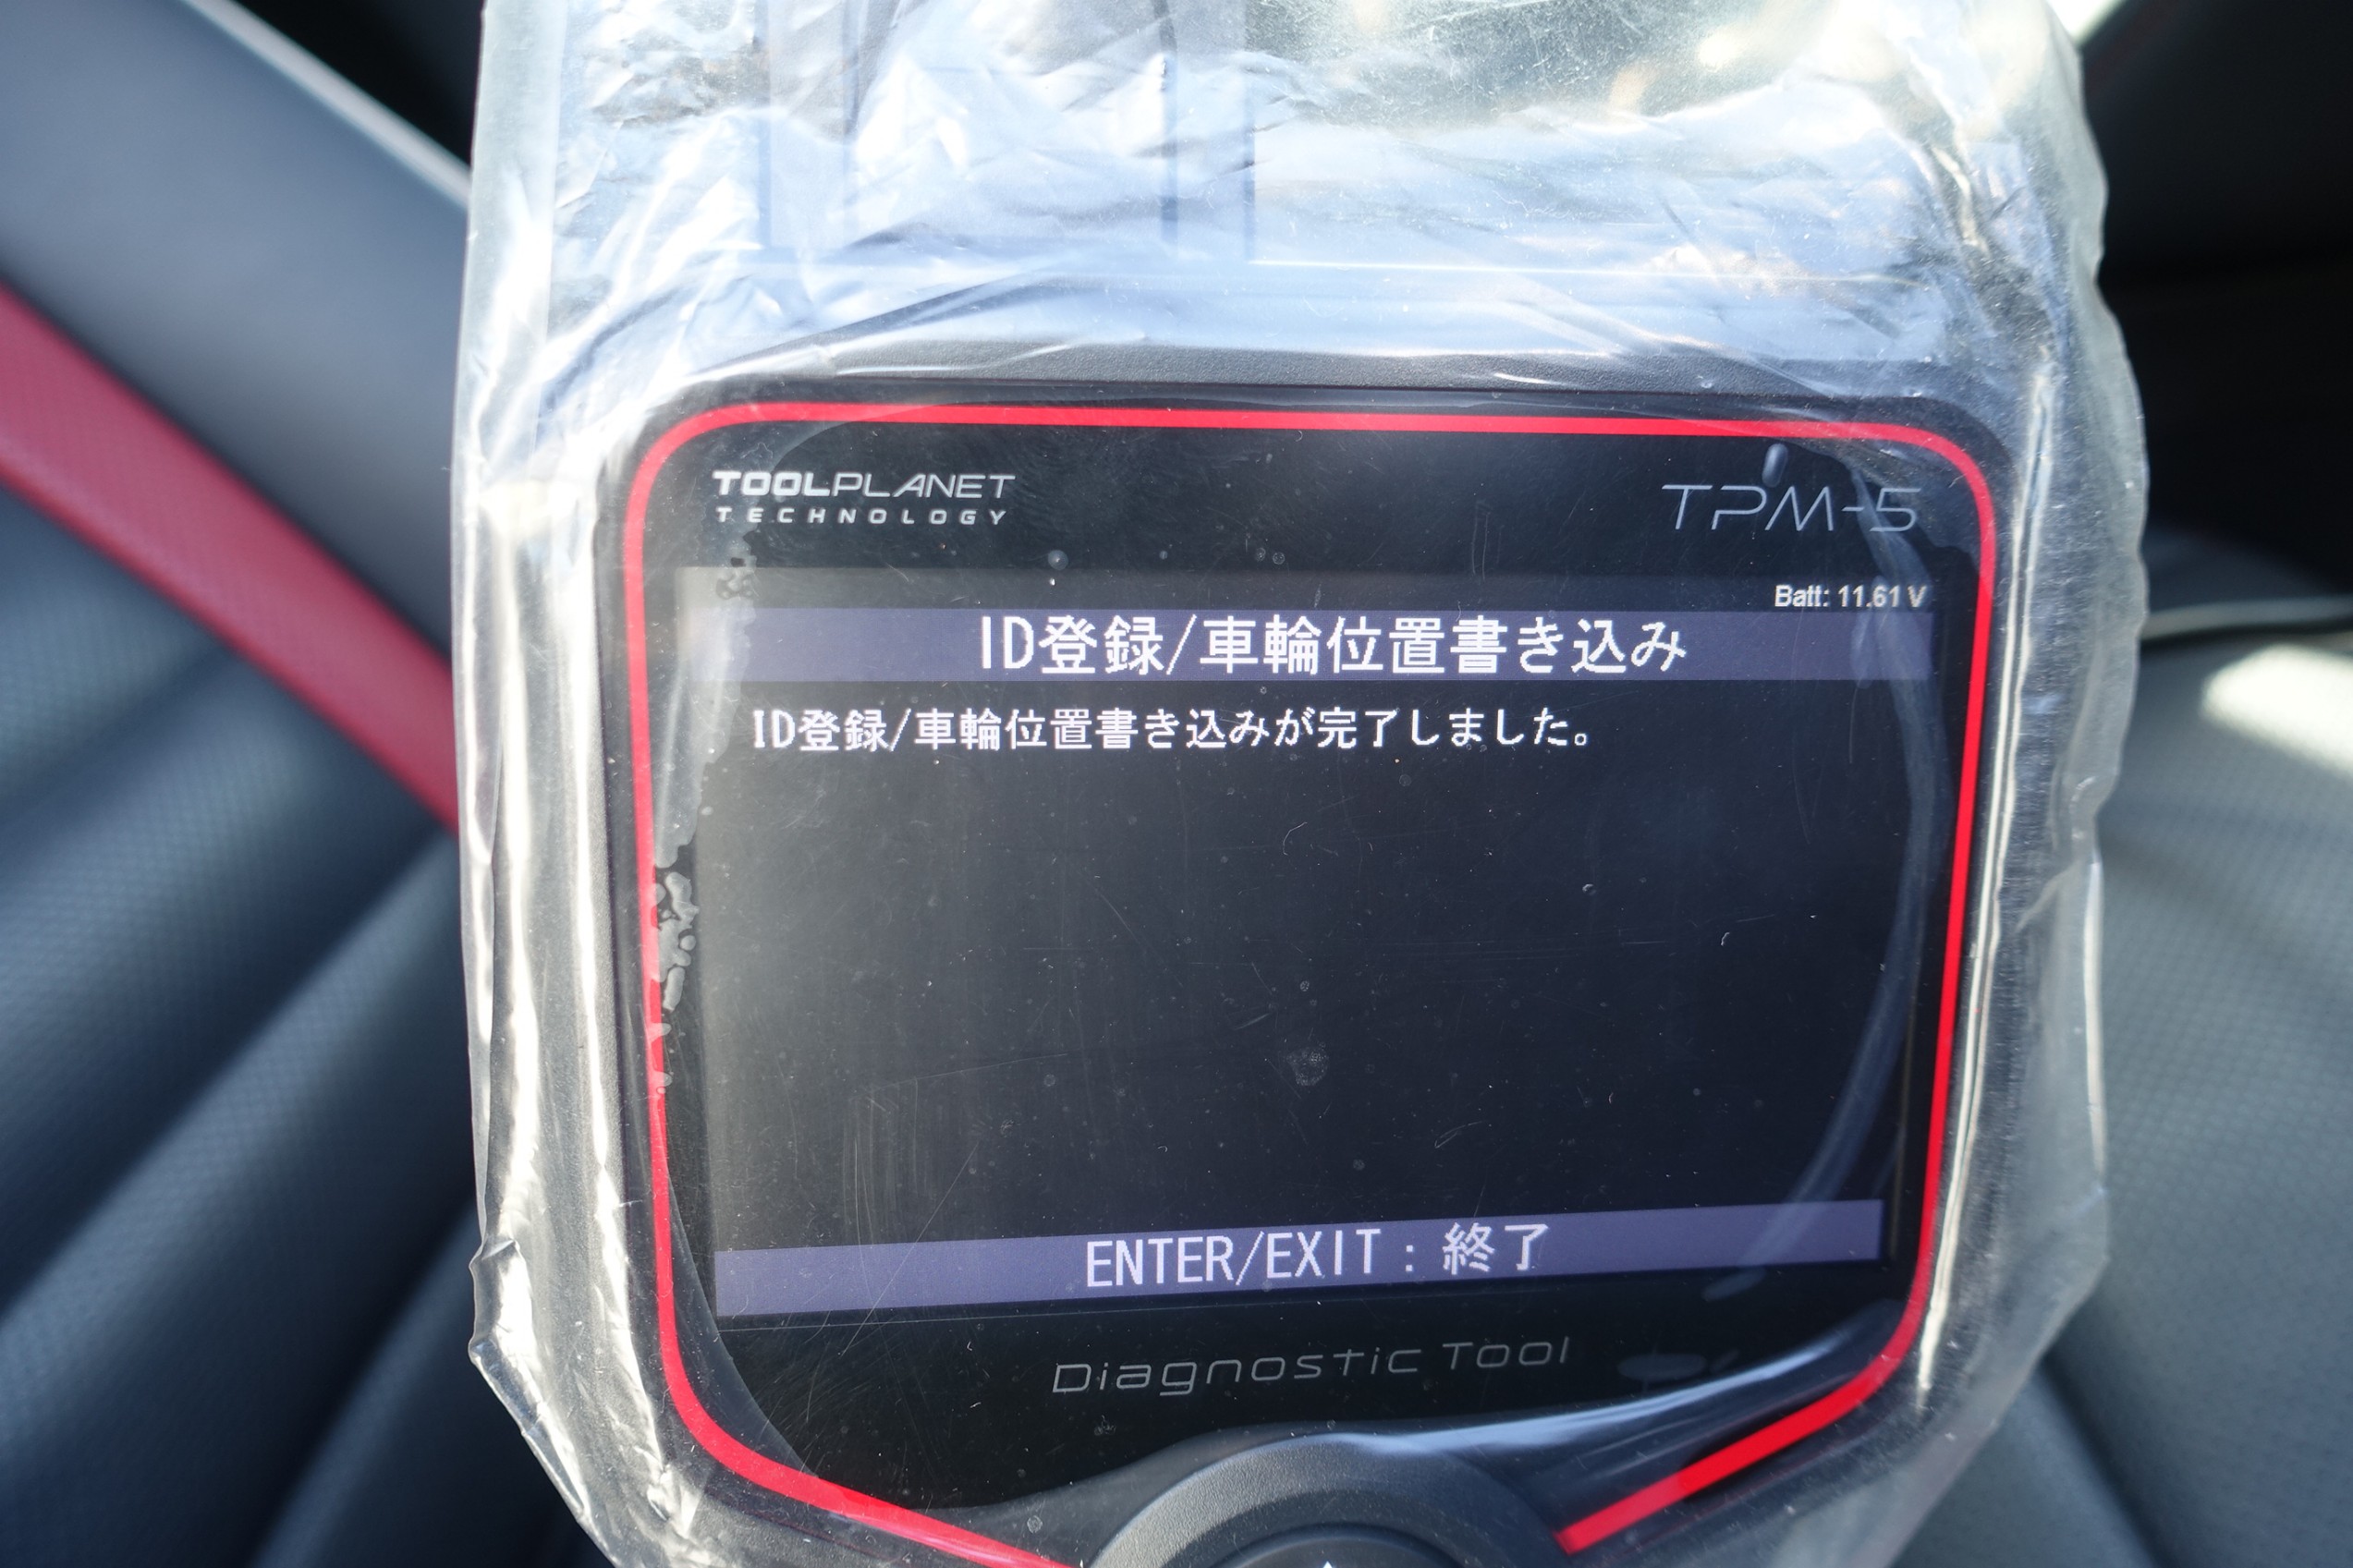 TOOLPLANET
TECHNOLOGY
TPM-5
Batt: 11.61 V
ID登録/車輪位置書き込み
ID登録/車輪位置書き込みが完了しました。
ENTER/EXIT : 終了
Diagnostic Tool